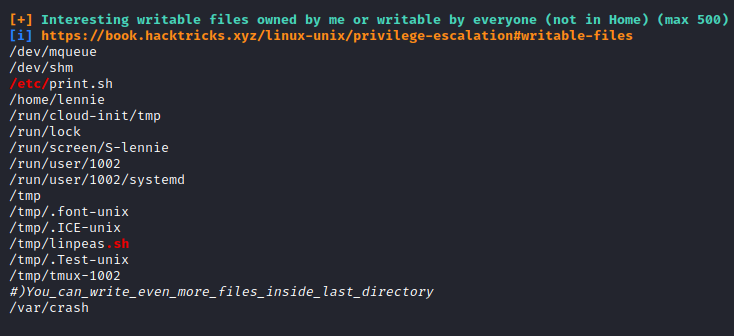 [+] Interesting writable files owned by me or writable by everyone (not in Home) (max 500)
[i] https://book.hacktricks.xyz/linux-unix/privilege-escalation#writable-files
/dev/mqueue
/dev/shm
/etc/print.sh
/home/lennie
/run/cloud-init/tmp
/run/lock
/run/screen/S-lennie
/run/user/1002
/run/user/1002/systemd
/tmp
/tmp/.font-unix
/tmp/.ICE-unix
/tmp/linpeas.sh
/tmp/.Test-unix
/tmp/tmux-1002
#)You_can_write_even_more_files_inside_last_directory
/var/crash